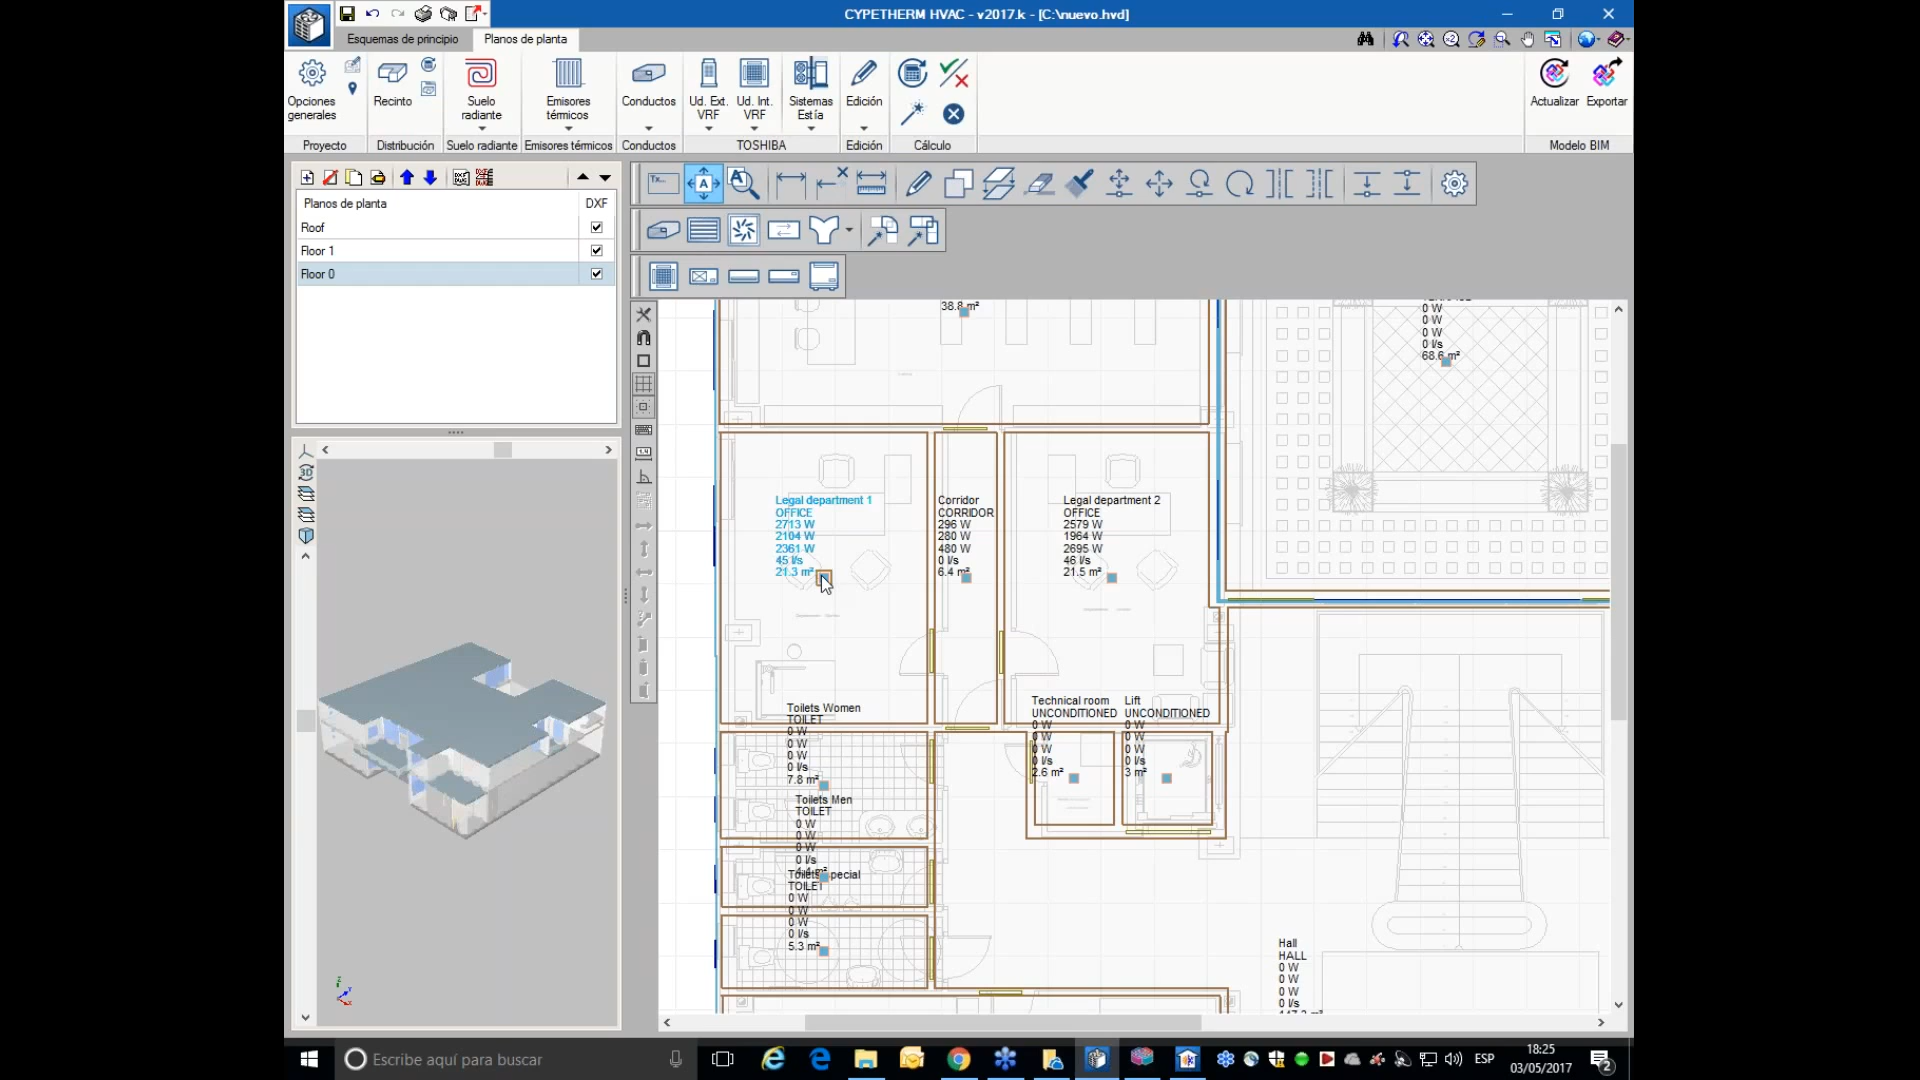 CYPETHERM HVAC - v2017.k - [C:\nuevo.hvd]
Esquemas de principio
Planos de planta
Opciones generales
Recinto
Suelo radiante
Emisores térmicos
Conductos
Ud. Ext. VRF
Ud. Int. VRF
Sistemas Estía
Edición
Actualizar
Exportar
Proyecto
Distribución
Suelo radiante
Emisores térmicos
Conductos
TOSHIBA
Edición
Cálculo
Modelo BIM
Planos de planta
DXF
Roof
Floor 1
Floor 0
38.8 m²
0 W
0 W
0 W
0 l/s
68.6 m²
Legal department 1
OFFICE
2713 W
2104 W
2361 W
45 l/s
21.3 m²
Corridor
CORRIDOR
296 W
280 W
480 W
0 l/s
6.4 m²
Legal department 2
OFFICE
2579 W
1964 W
2695 W
46 l/s
21.5 m²
Toilets Women
TOILET
0 W
0 W
0 W
0 l/s
7.8 m²
Technical room
UNCONDITIONED
0 W
0 W
0 W
0 l/s
2.6 m²
Lift
UNCONDITIONED
0 W
0 W
0 W
0 l/s
3 m²
Toilets Men
TOILET
0 W
0 W
0 W
0 l/s
4.4 m²
Toilets Special
TOILET
0 W
0 W
0 W
0 l/s
5.3 m²
Hall
HALL
0 W
0 W
0 W
0 l/s
Escribe aquí para buscar
ESP
18:25
03/05/2017
2